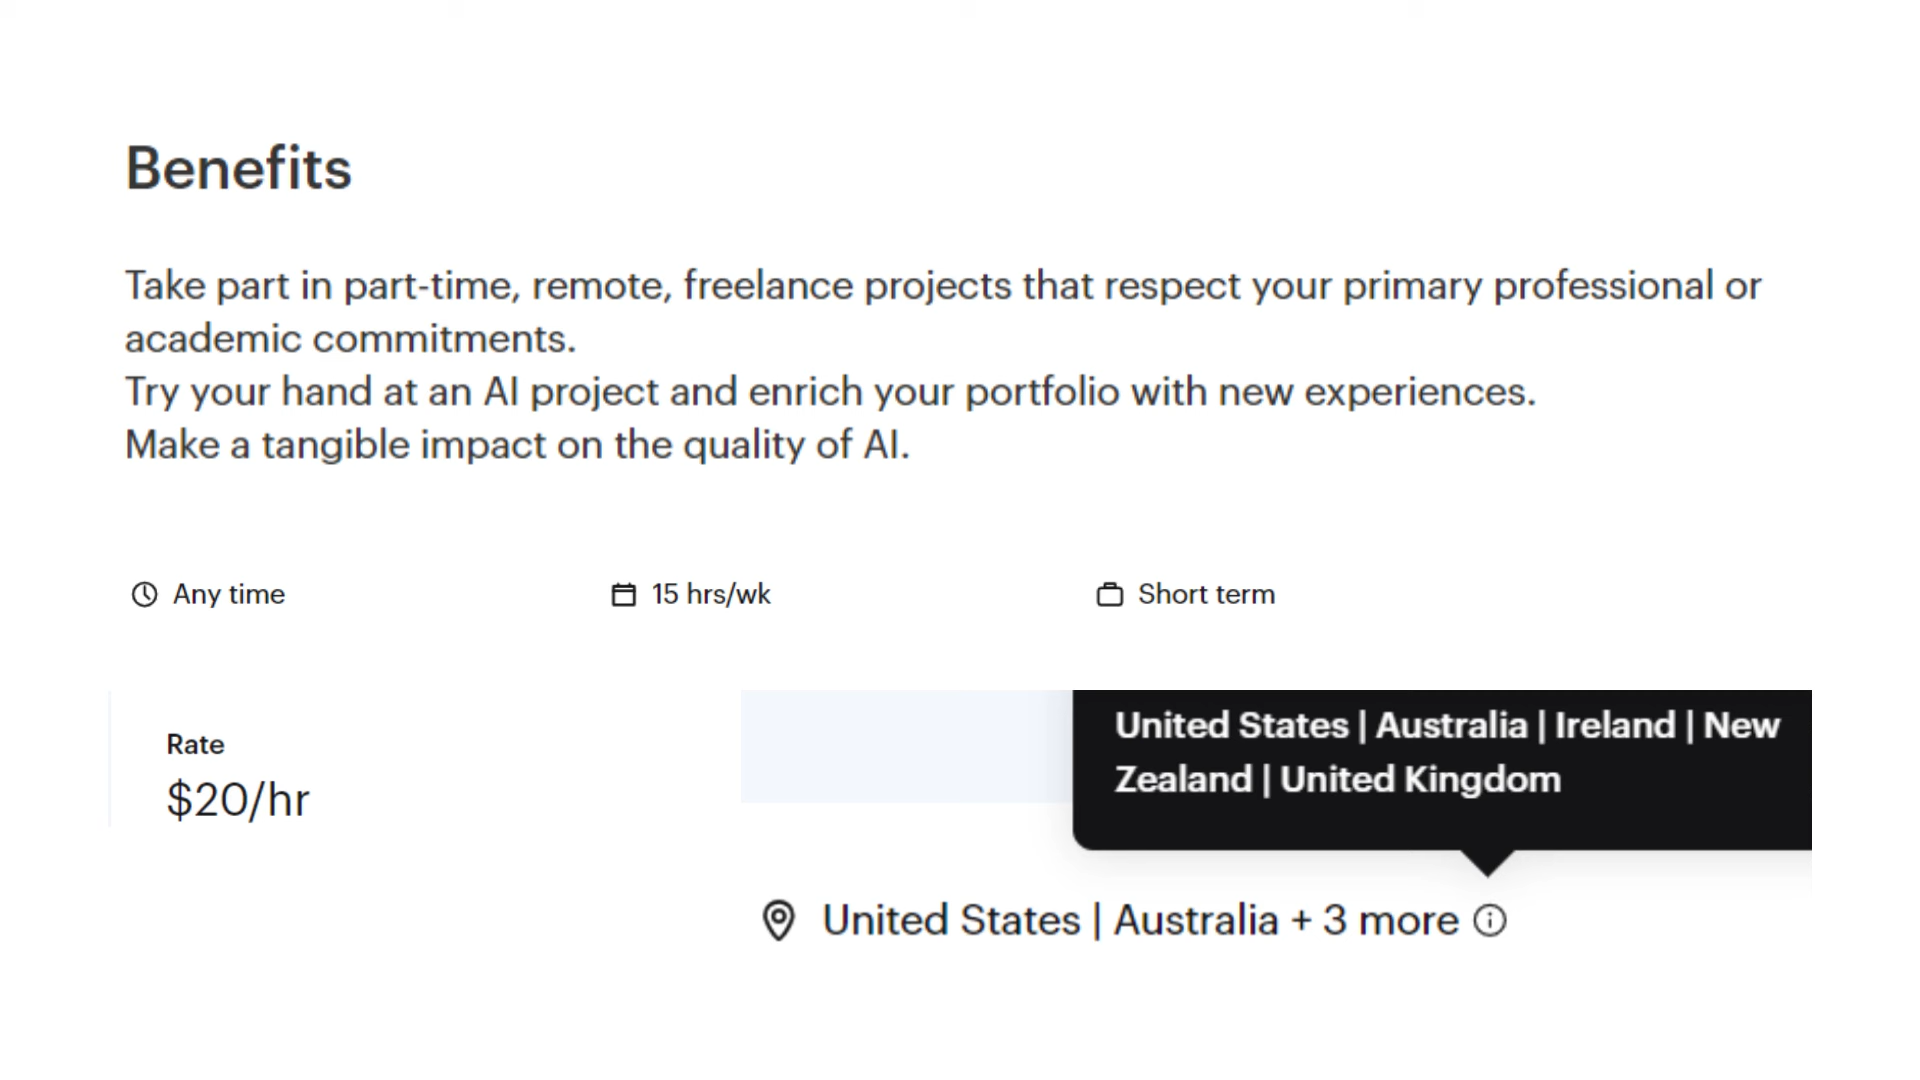 Benefits
Take part in part-time, remote, freelance projects that respect your primary professional or
academic commitments.
Try your hand at an AI project and enrich your portfolio with new experiences.
Make a tangible impact on the quality of AI.
Any time
15 hrs/wk
Short term
Rate
$20/hr
United States | Australia | Ireland | New
Zealand | United Kingdom
United States | Australia + 3 more